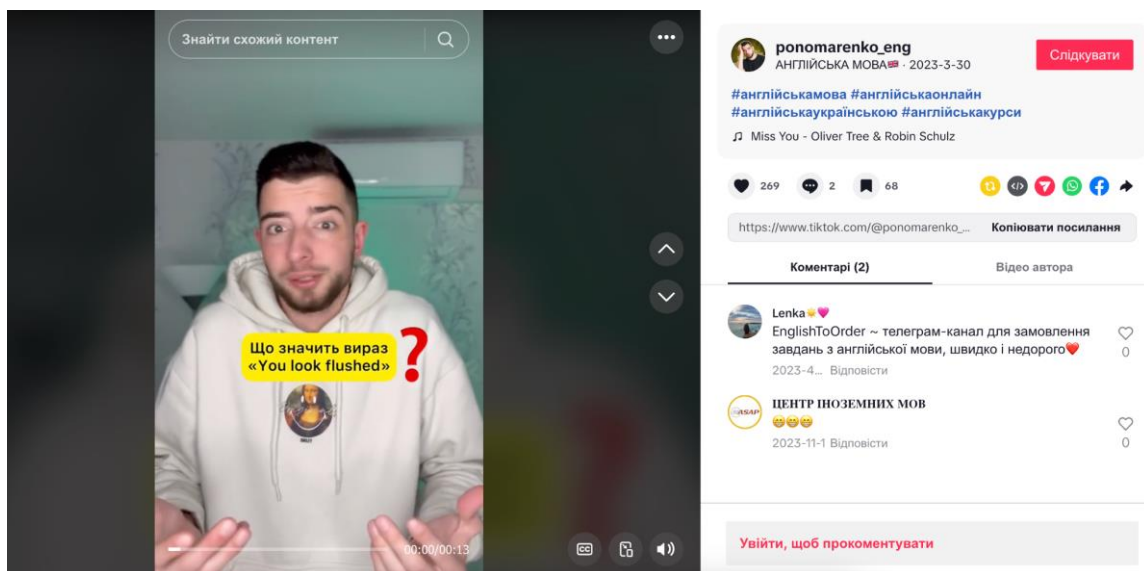 Знайти схожий контент
Що значить вираз
«You look flushed»
?
00:00/00:13
CC
ponomarenko_eng
АНГЛІЙСЬКА МОВА🇬🇧 · 2023-3-30
Слідкувати
#англійськамова #англійськаонлайн
#англійськаукраїнською #англійськакурси
Miss You - Oliver Tree & Robin Schulz
269
2
68
https://www.tiktok.com/@ponomarenko_...
Копіювати посилання
Коментарі (2)
Відео автора
Lenka☀️💗
EnglishToOrder ~ телеграм-канал для замовлення
завдань з англійської мови, швидко і недорого❤️
0
2023-4... Відповісти
ASAP
ЦЕНТР ІНОЗЕМНИХ МОВ
😁😁😁
2023-11-1 Відповісти
0
Увійти, щоб прокоментувати